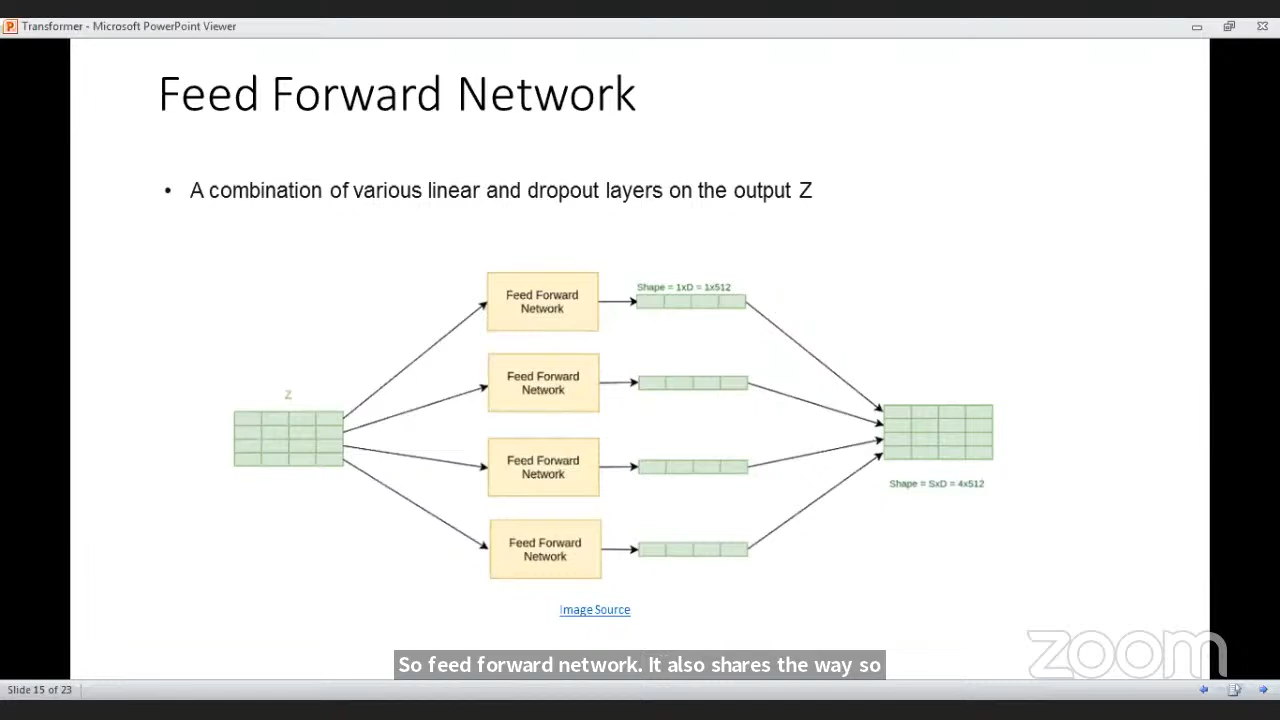 Transformer - Microsoft PowerPoint Viewer
Feed Forward Network
• A combination of various linear and dropout layers on the output Z
Feed Forward
Network
Shape = 1xD = 1x512
Feed Forward
Network
Z
Feed Forward
Network
Shape = SxD = 4x512
Feed Forward
Network
Image Source
So feed forward network. It also shares the way so
zoom
Slide 15 of 23